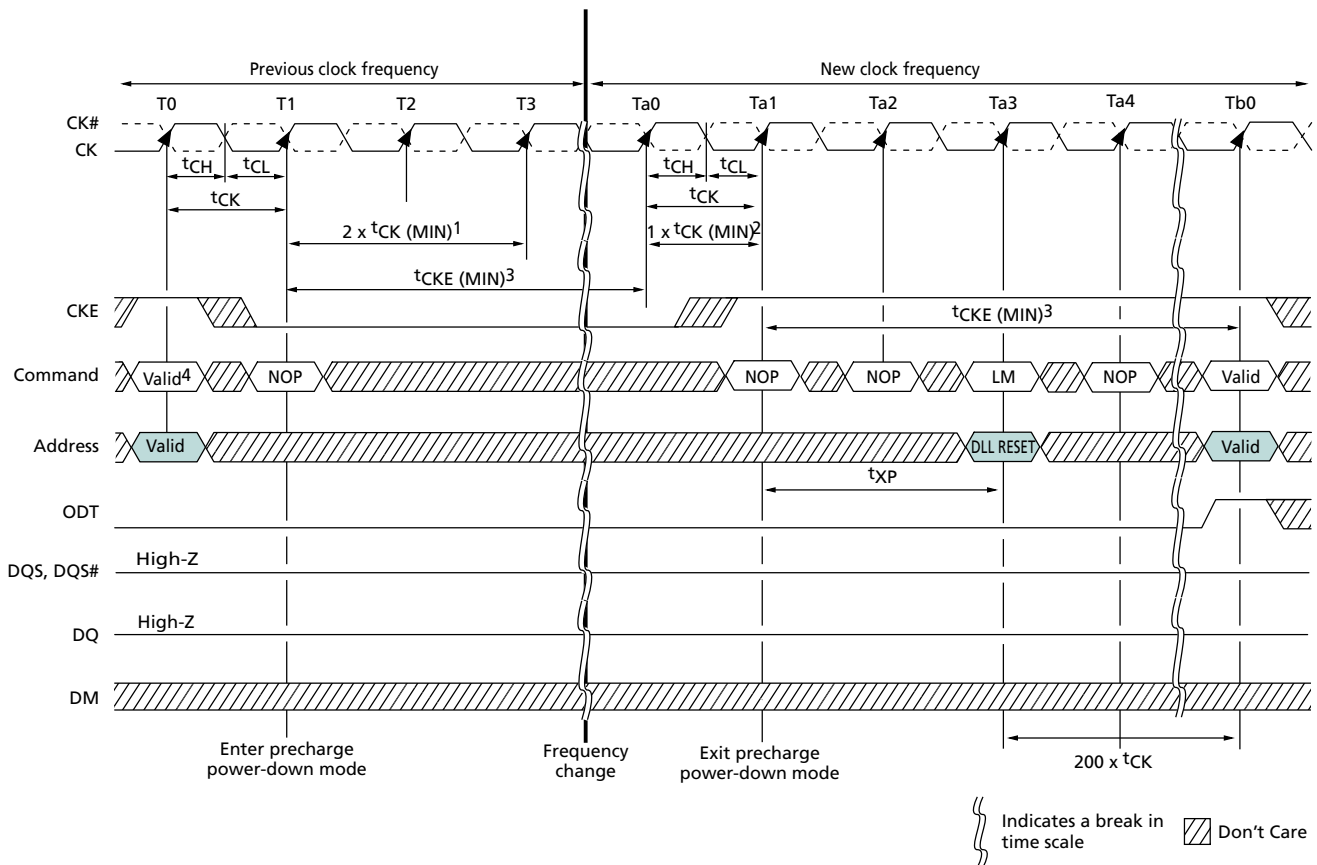 Previous clock frequency New clock frequency
T0 T1 T2 T3 Ta0 Ta1 Ta2 Ta3 Ta4 Tb0
CK#
CK
tCH tCL tCH tCL
tCK tCK
2 x tCK (MIN)1 1 x tCK (MIN)2
tCKE (MIN)3
CKE tCKE (MIN)3
Command Valid4 NOP NOP NOP LM NOP Valid
Address Valid DLL RESET Valid
tXP
ODT
High-Z
DQS, DQS#
High-Z
DQ
DM
Enter precharge
power-down mode
Frequency
change
Exit precharge
power-down mode
200 x tCK
Indicates a break in
time scale
Don't Care